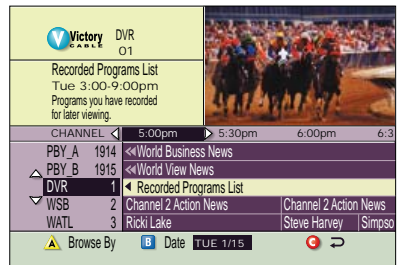 Victory CABLE DVR
01
Recorded Programs List
Tue 3:00-9:00pm
Programs you have recorded
for later viewing.
CHANNEL 5:00pm 5:30pm 6:00pm 6:3
PBY_A 1914 <<World Business News
PBY_B 1915 <<World View News
DVR 1 Recorded Programs List
WSB 2 Channel 2 Action News Channel 2 Action News
WATL 3 Ricki Lake Steve Harvey Simpso
A Browse By B Date TUE 1/15 C